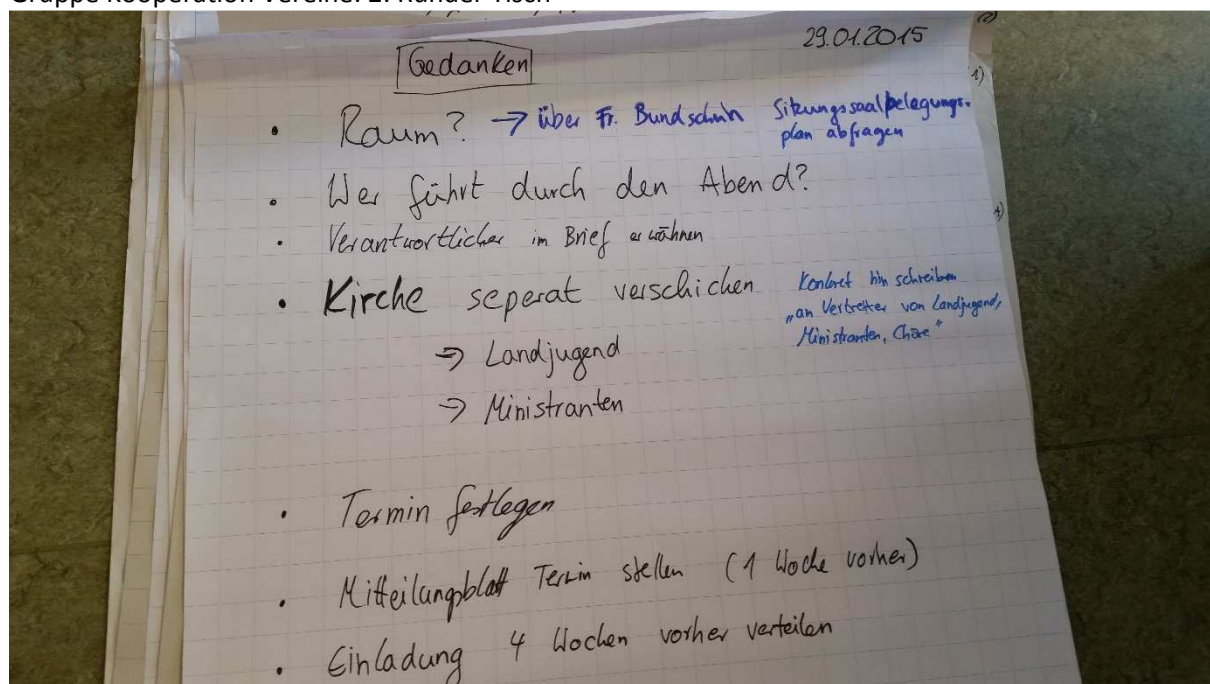 Gruppe Kooperation Vereine: 2. Runder Tisch
29.01.2015
Gedanken
• Raum? → über Fr. Bundschuh Sitzungssaalbelegungs-
plan abfragen
• Wer führt durch den Abend?
• Verantwortlicher im Brief erwähnen
• Kirche seperat verschicken
Konkret hin schreiben
„an Vertreter von Landjugend,
Ministranten, Chöre"
→ Landjugend
→ Ministranten
• Termin festlegen
• Mitteilungsblatt Termin stellen (1 Woche vorher)
• Einladung 4 Wochen vorher verteilen